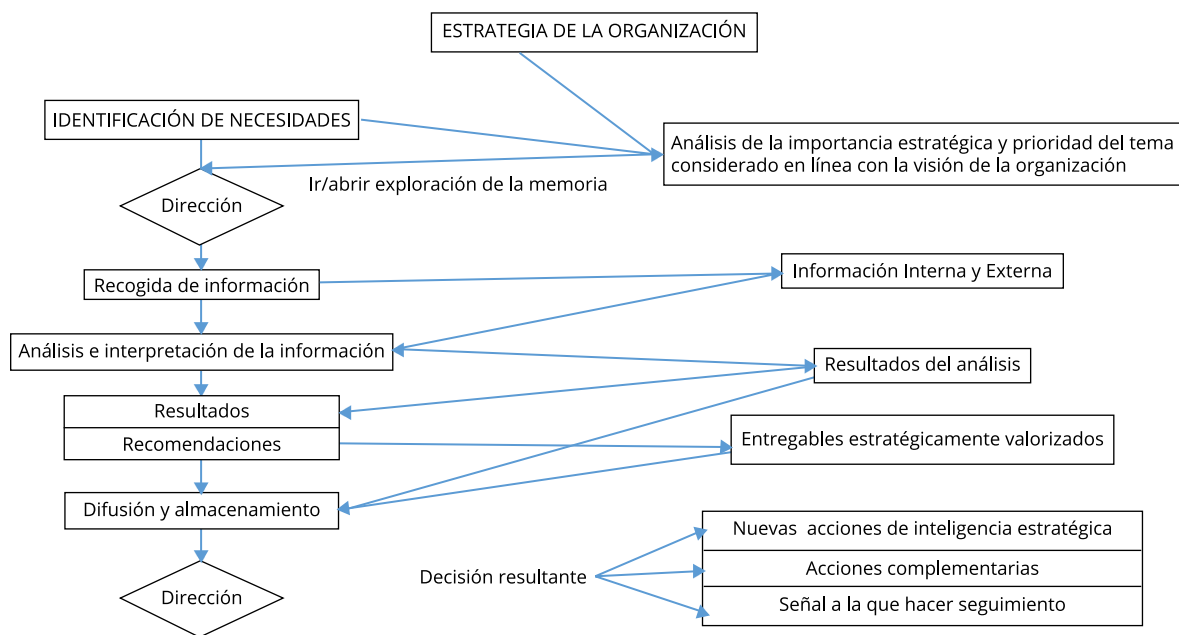 ESTRATEGIA DE LA ORGANIZACIÓN
IDENTIFICACIÓN DE NECESIDADES
Análisis de la importancia estratégica y prioridad del tema
considerado en línea con la visión de la organización
Ir/abrir exploración de la memoria
Dirección
Recogida de información
Información Interna y Externa
Análisis e interpretación de la información
Resultados del análisis
Resultados
Recomendaciones
Entregables estratégicamente valorizados
Difusión y almacenamiento
Nuevas acciones de inteligencia estratégica
Decisión resultante
Acciones complementarias
Dirección
Señal a la que hacer seguimiento